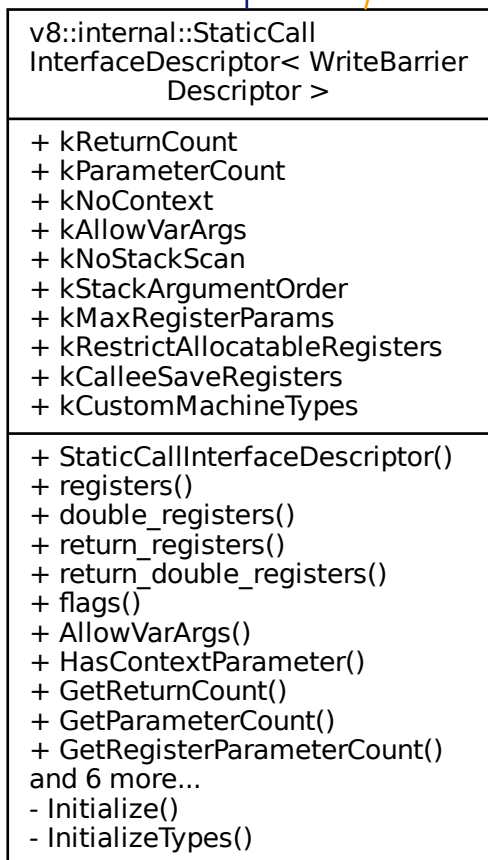 v8::internal::StaticCall
InterfaceDescriptor< WriteBarrier
Descriptor >
+ kReturnCount
+ kParameterCount
+ kNoContext
+ kAllowVarArgs
+ kNoStackScan
+ kStackArgumentOrder
+ kMaxRegisterParams
+ kRestrictAllocatableRegisters
+ kCalleeSaveRegisters
+ kCustomMachineTypes
+ StaticCallInterfaceDescriptor()
+ registers()
+ double_registers()
+ return_registers()
+ return_double_registers()
+ flags()
+ AllowVarArgs()
+ HasContextParameter()
+ GetReturnCount()
+ GetParameterCount()
+ GetRegisterParameterCount()
and 6 more...
- Initialize()
- InitializeTypes()